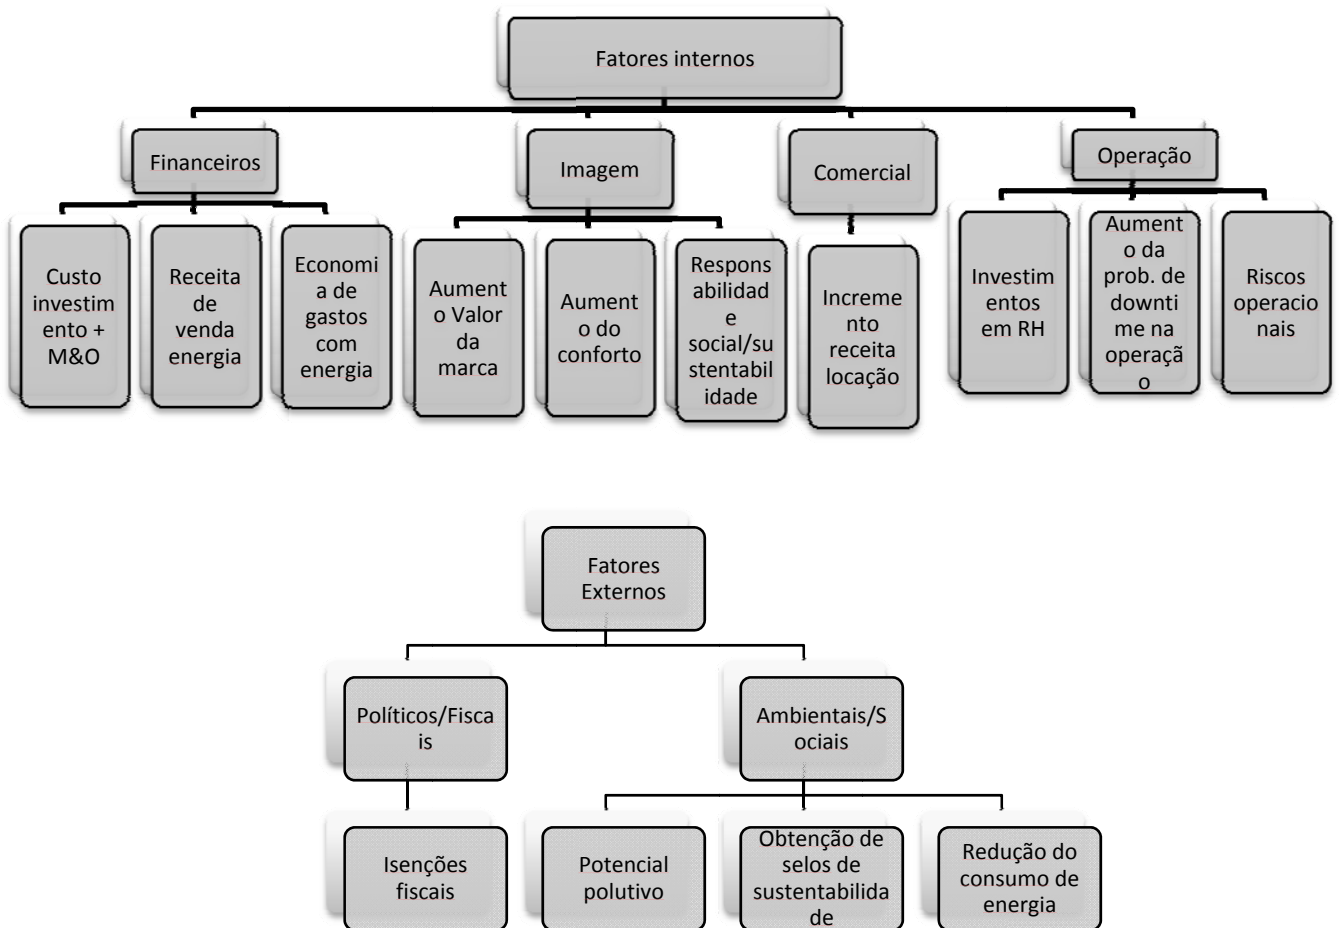 Fatores internos
Financeiros
Imagem
Comercial
Operação
Custo
investim
ento +
M&O
Receita
de
venda
energia
Economi
a de
gastos
com
energia
Aument
o Valor
da
marca
Aument
o do
conforto
Respons
abilidad
e
social/su
stentabil
idade
Increme
nto
receita
locação
Investim
entos
em RH
Aument
o da
prob. de
downti
me na
operaçã
o
Riscos
operacio
nais
Fatores
Externos
Políticos/Fisca
is
Ambientais/S
ociais
Isenções
fiscais
Potencial
polutivo
Obtenção de
selos de
sustentabilida
de
Redução do
consumo de
energia